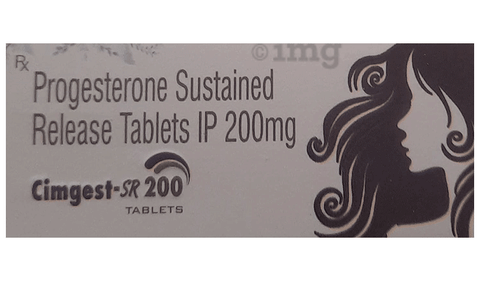 ©1mg
Rx
Progesterone Sustained
Release Tablets IP 200mg
Cimgest-SR 200
TABLETS